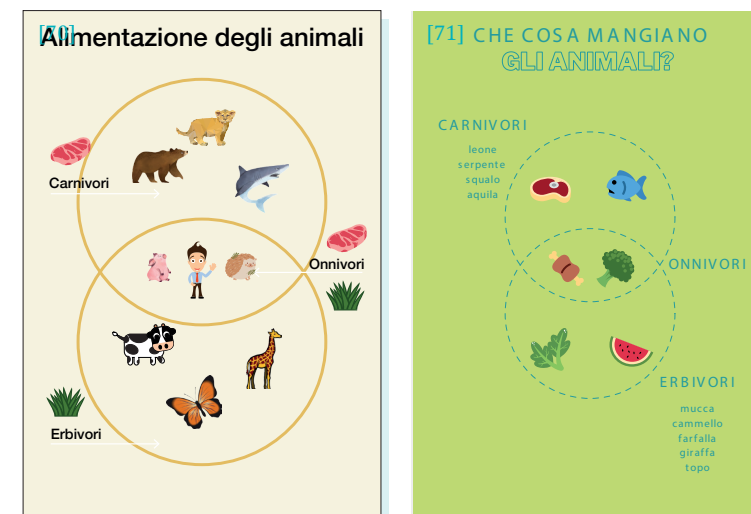 [70]
Alimentazione degli animali
Carnivori
Onnivori
Erbivori
[71] CHE COSA MANGIANO
GLI ANIMALI?
CARNIVORI
leone
serpente
squalo
aquila
ONNIVORI
ERBIVORI
mucca
cammello
farfalla
giraffa
topo